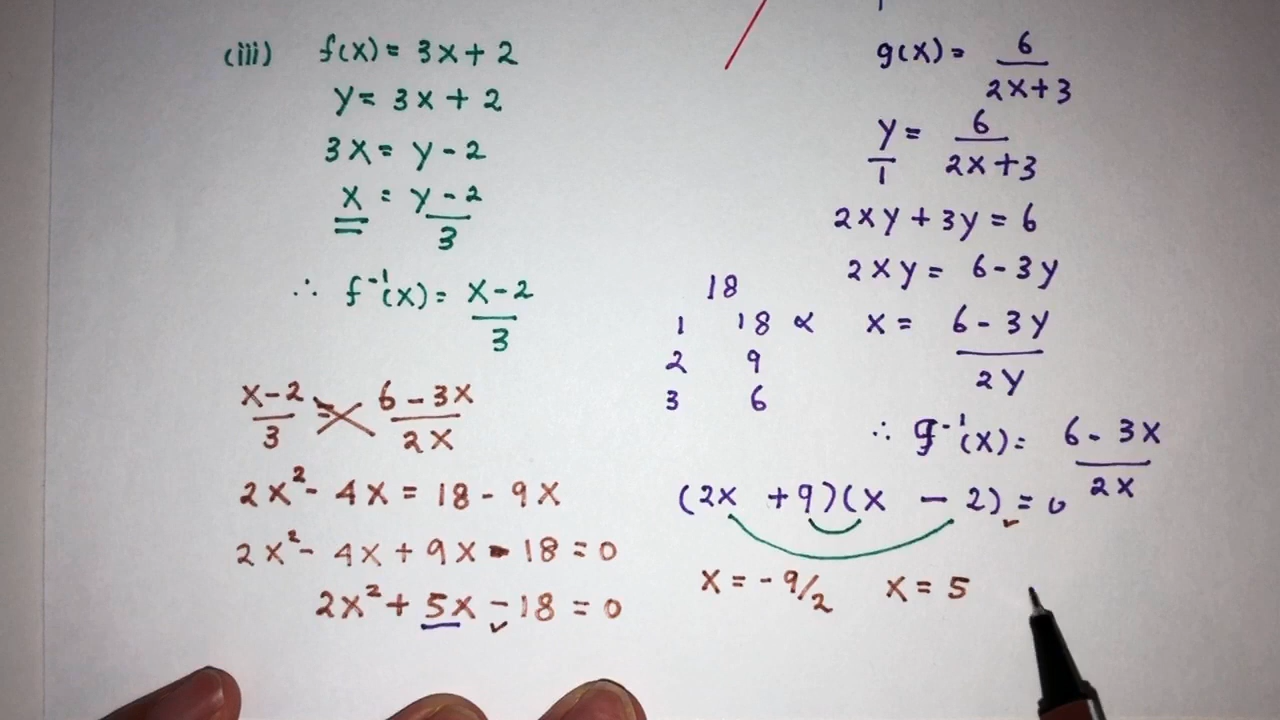 (iii) f(x) = 3x + 2
y = 3x + 2
3x = y - 2
x = y - 2 / 3
∴ f⁻¹(x) = x - 2 / 3
x - 2 / 3 = 6 - 3x / 2x
2x² - 4x = 18 - 9x
2x² - 4x + 9x - 18 = 0
2x² + 5x - 18 = 0
g(x) = 6 / 2x + 3
y / 1 = 6 / 2x + 3
2xy + 3y = 6
2xy = 6 - 3y
x = 6 - 3y / 2y
∴ g⁻¹(x) = 6 - 3x / 2x
18
1 18 ∝
2 9
3 6
(2x + 9)(x - 2) = 0
x = -9/2 x = 5